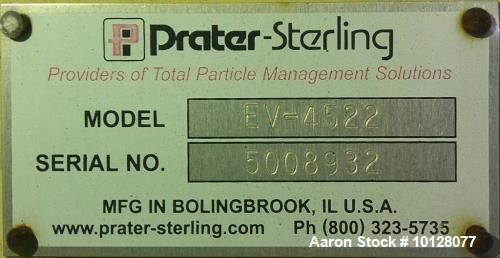 Prater-Sterling
Providers of Total Particle Management Solutions
MODEL EV-4522
SERIAL NO. 5008932
MFG IN BOLINGBROOK, IL U.S.A.
www.prater-sterling.com Ph (800) 323-5735
Aaron Stock # 10128077